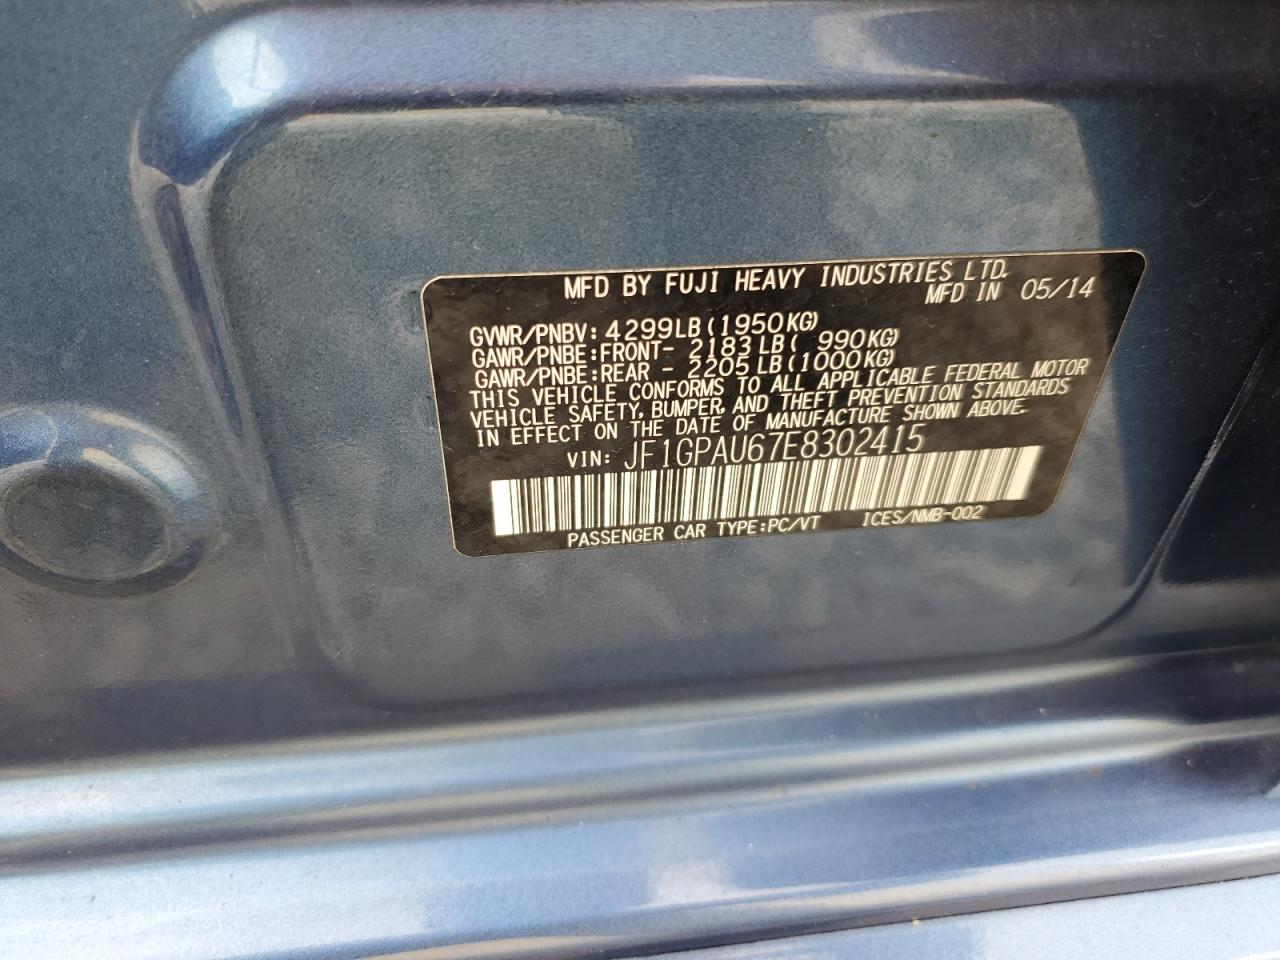 MFD BY FUJI HEAVY INDUSTRIES LTD.
MFD IN 05/14
GVWR/PNBV: 4299LB (1950KG)
GAWR/PNBE:FRONT- 2183LB ( 990KG)
GAWR/PNBE:REAR - 2205LB (1000KG)
THIS VEHICLE CONFORMS TO ALL APPLICABLE FEDERAL MOTOR
VEHICLE SAFETY, BUMPER, AND THEFT PREVENTION STANDARDS
IN EFFECT ON THE DATE OF MANUFACTURE SHOWN ABOVE.
VIN: JF1GPAU67E8302415
PASSENGER CAR TYPE:PC/VT ICES/NMB-002